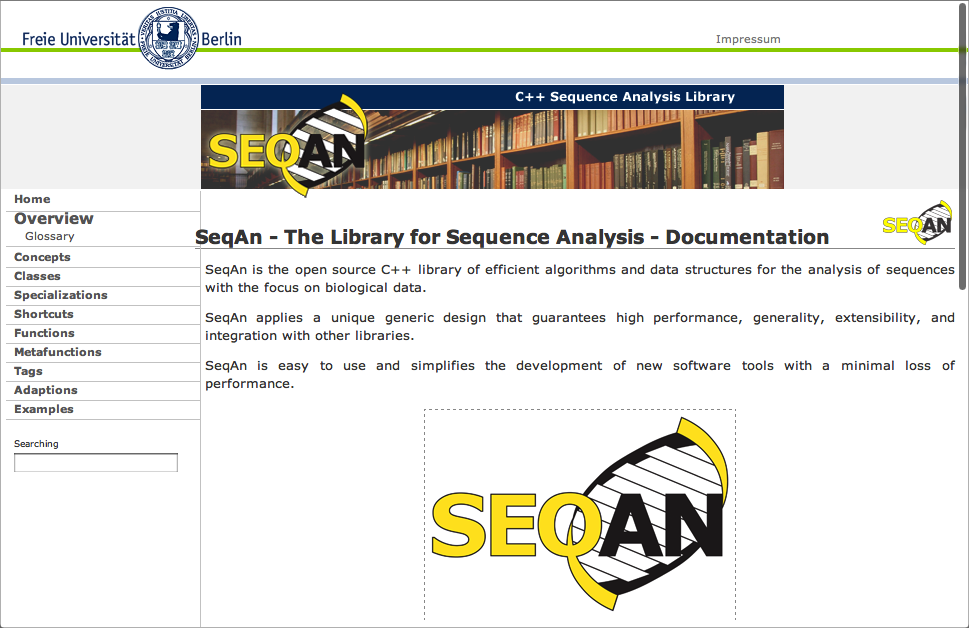 Freie Universität Berlin
Impressum
C++ Sequence Analysis Library
SEQAN
Home
Overview
Glossary
Concepts
Classes
Specializations
Shortcuts
Functions
Metafunctions
Tags
Adaptions
Examples
Searching
SEQAN
SeqAn - The Library for Sequence Analysis - Documentation
SeqAn is the open source C++ library of efficient algorithms and data structures for the analysis of sequences
with the focus on biological data.
SeqAn applies a unique generic design that guarantees high performance, generality, extensibility, and
integration with other libraries.
SeqAn is easy to use and simplifies the development of new software tools with a minimal loss of
performance.
SEQAN